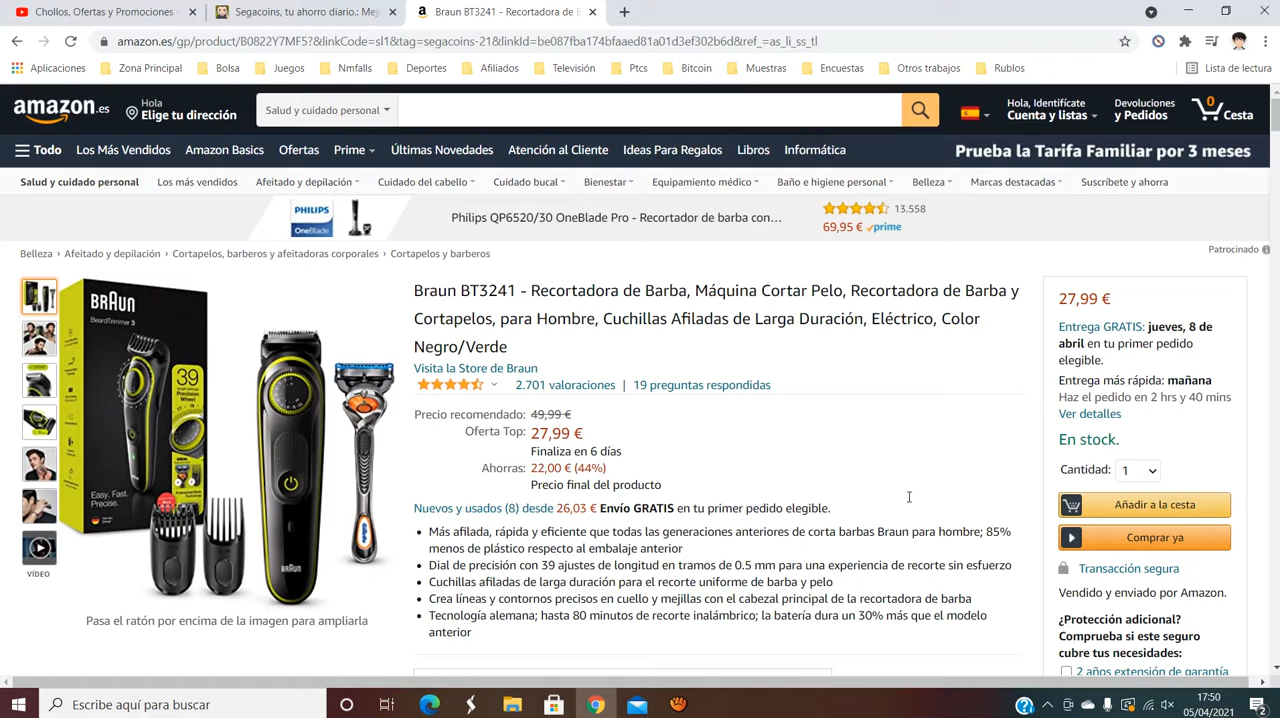 Chollos, Ofertas y Promociones -
Segacoins, tu ahorro diario.: Mej
Braun BT3241 - Recortadora de B
amazon.es/gp/product/B0822Y7MF5?&linkCode=sl1&tag=segacoins-21&linkId=be087fba174bfaaed81a01d3ef302b6d&ref_=as_li_ss_tl
Aplicaciones Zona Principal Bolsa Juegos Nmfalls Deportes Afiliados Televisión Ptcs Bitcoin Muestras Encuestas Otros trabajos Rublos Lista de lectura
amazon.es
Hola
Elige tu dirección
Salud y cuidado personal
Hola, Identifícate
Cuenta y listas
Devoluciones
y Pedidos
0
Cesta
Todo Los Más Vendidos Amazon Basics Ofertas Prime Últimas Novedades Atención al Cliente Ideas Para Regalos Libros Informática Prueba la Tarifa Familiar por 3 meses
Salud y cuidado personal Los más vendidos Afeitado y depilación Cuidado del cabello Cuidado bucal Bienestar Equipamiento médico Baño e higiene personal Belleza Marcas destacadas Suscríbete y ahorra
PHILIPS
OneBlade
Philips QP6520/30 OneBlade Pro - Recortador de barba con...
13.558
69,95 € prime
Patrocinado
Belleza › Afeitado y depilación › Cortapelos, barberos y afeitadoras corporales › Cortapelos y barberos
BRAUN
BeardTrimmer 3
39
Easy. Fast.
Precise.
BRAUN
VÍDEO
Pasa el ratón por encima de la imagen para ampliarla
Braun BT3241 - Recortadora de Barba, Máquina Cortar Pelo, Recortadora de Barba y
Cortapelos, para Hombre, Cuchillas Afiladas de Larga Duración, Eléctrico, Color
Negro/Verde
Visita la Store de Braun
2.701 valoraciones | 19 preguntas respondidas
Precio recomendado: 49,99 €
Oferta Top: 27,99 €
Finaliza en 6 días
Ahorras: 22,00 € (44%)
Precio final del producto
Nuevos y usados (8) desde 26,03 € Envío GRATIS en tu primer pedido elegible.
• Más afilada, rápida y eficiente que todas las generaciones anteriores de corta barbas Braun para hombre; 85%
menos de plástico respecto al embalaje anterior
• Dial de precisión con 39 ajustes de longitud en tramos de 0.5 mm para una experiencia de recorte sin esfuerzo
• Cuchillas afiladas de larga duración para el recorte uniforme de barba y pelo
• Crea líneas y contornos precisos en cuello y mejillas con el cabezal principal de la recortadora de barba
• Tecnología alemana; hasta 80 minutos de recorte inalámbrico; la batería dura un 30% más que el modelo
anterior
27,99 €
Entrega GRATIS: jueves, 8 de
abril en tu primer pedido
elegible.
Entrega más rápida: mañana
Haz el pedido en 2 hrs y 40 mins
Ver detalles
En stock.
Cantidad: 1
Añadir a la cesta
Comprar ya
Transacción segura
Vendido y enviado por Amazon.
¿Protección adicional?
Comprueba si este seguro
cubre tus necesidades:
2 años extensión de garantía
Escribe aquí para buscar
17:50
05/04/2021
2